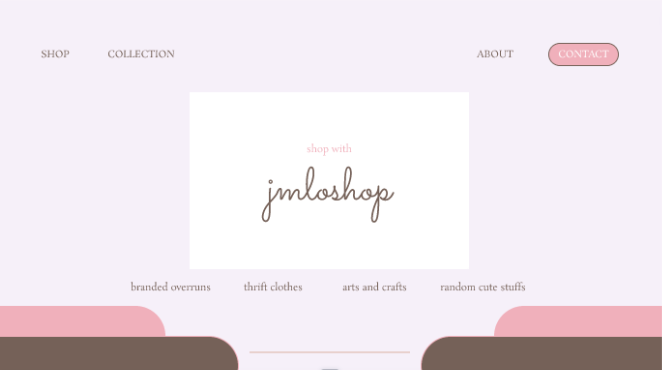 SHOP COLLECTION ABOUT CONTACT
shop with
jmloshop
branded overruns thrift clothes arts and crafts random cute stuffs